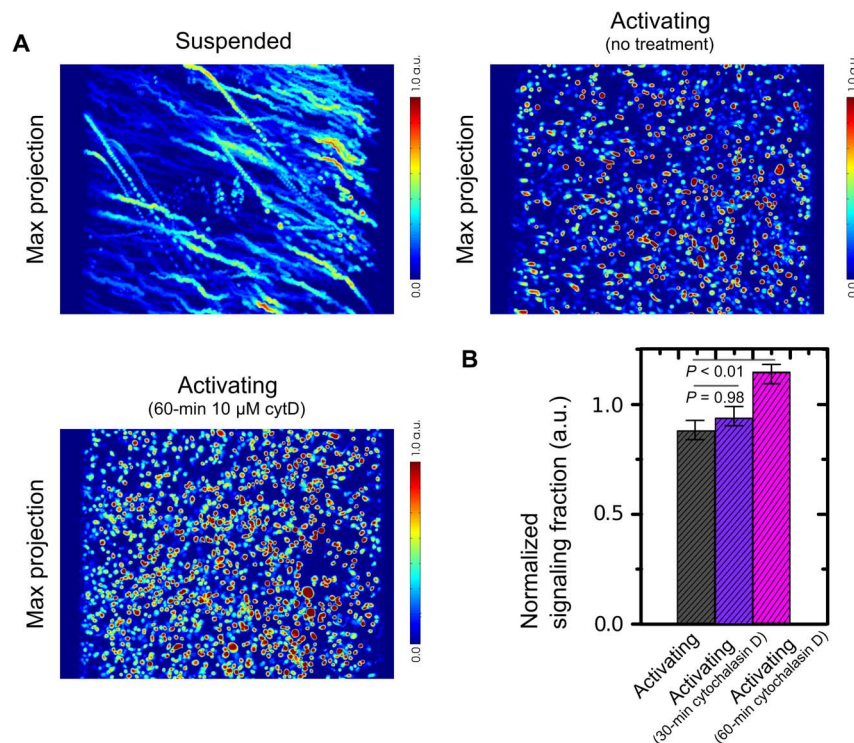 A
Suspended
Max projection
1.0 a.u.
0.0
Activating
(no treatment)
Max projection
1.0 a.u.
0.0
Activating
(60-min 10 µM cytD)
Max projection
1.0 a.u.
0.0
B
Normalized
signaling fraction (a.u.)
1.0
0.5
0.0
P < 0.01
P = 0.98
Activating
Activating
(30-min cytochalasin D)
Activating
(60-min cytochalasin D)